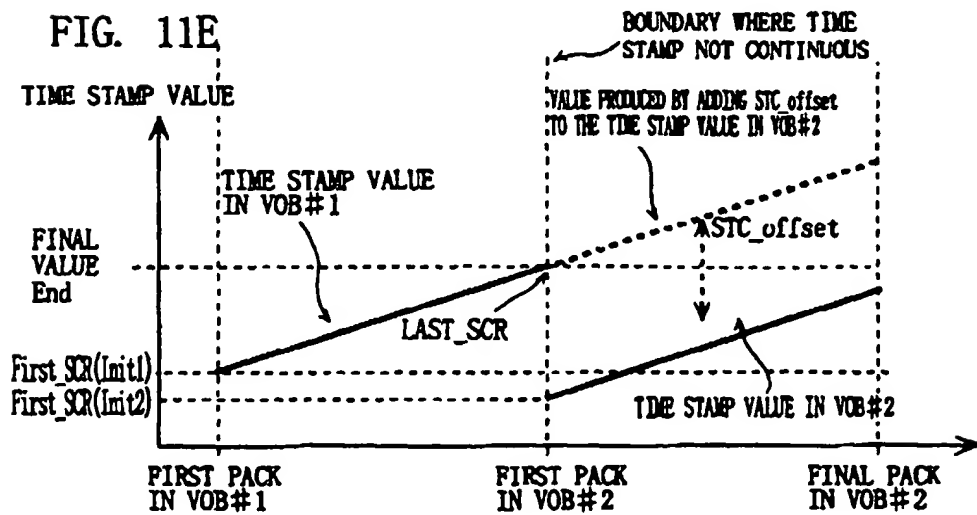 FIG. 11E
BOUNDARY WHERE TIME
STAMP NOT CONTINUOUS
TIME STAMP VALUE
VALUE PRODUCED BY ADDING STC_offset
TO THE TIME STAMP VALUE IN VOB#2
TIME STAMP VALUE
IN VOB#1
STC_offset
FINAL
VALUE
End
LAST_SCR
First_SCR(Init1)
First_SCR(Init2)
TIME STAMP VALUE IN VOB#2
FIRST PACK
IN VOB#1
FIRST PACK
IN VOB#2
FINAL PACK
IN VOB#2